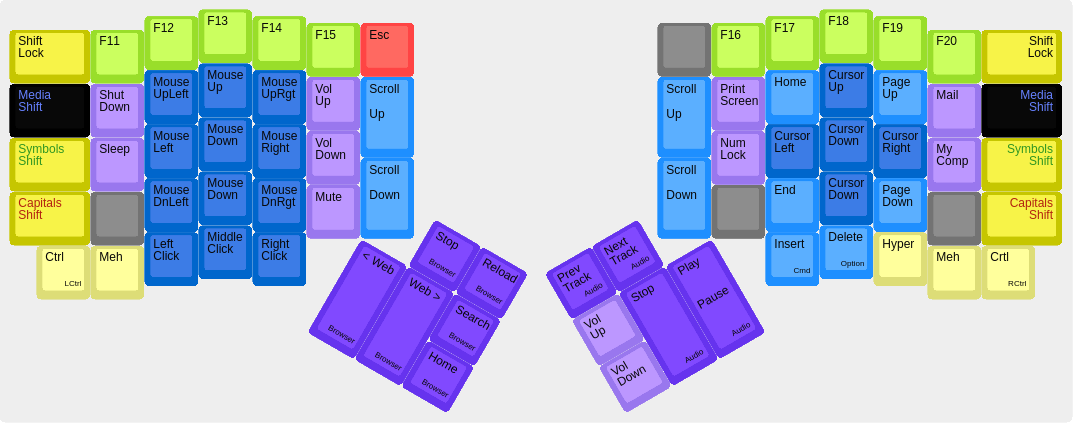 Shift
Lock
F11
F12
F13
F14
F15
Esc
Media
Shift
Shut
Down
Mouse
UpLeft
Mouse
Up
Mouse
UpRgt
Vol
Up
Scroll
Up
Symbols
Shift
Sleep
Mouse
Left
Mouse
Down
Mouse
Right
Vol
Down
Scroll
Down
Capitals
Shift
Mouse
DnLeft
Mouse
Down
Mouse
DnRgt
Mute
Ctrl
LCtrl
Meh
Left
Click
Middle
Click
Right
Click
Stop
Browser
Reload
Browser
< Web
Browser
Web >
Browser
Search
Browser
Home
Browser
F16
F17
F18
F19
F20
Shift
Lock
Scroll
Up
Print
Screen
Home
Cursor
Up
Page
Up
Mail
Media
Shift
Num
Lock
Cursor
Left
Cursor
Down
Cursor
Right
My
Comp
Symbols
Shift
Scroll
Down
End
Cursor
Down
Page
Down
Capitals
Shift
Insert
Cmd
Delete
Option
Hyper
Meh
Crtl
RCtrl
Prev
Track
Audio
Next
Track
Audio
Vol
Up
Stop
Audio
Play
Pause
Audio
Vol
Down